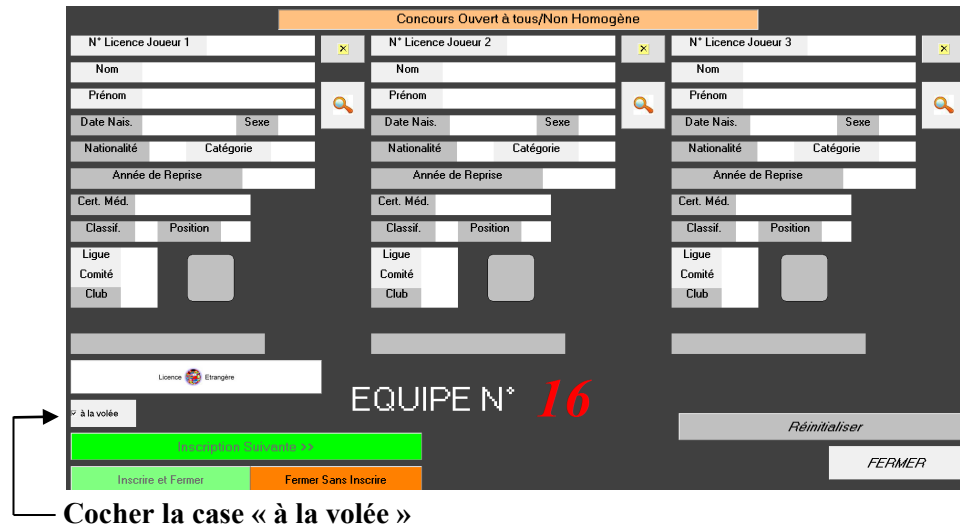 Concours Ouvert à tous/Non Homogène
N° Licence Joueur 1
Nom
Prénom
Date Nais. Sexe
Nationalité Catégorie
Année de Reprise
Cert. Méd.
Classif. Position
Ligue
Comité
Club
N° Licence Joueur 2
Nom
Prénom
Date Nais. Sexe
Nationalité Catégorie
Année de Reprise
Cert. Méd.
Classif. Position
Ligue
Comité
Club
N° Licence Joueur 3
Nom
Prénom
Date Nais. Sexe
Nationalité Catégorie
Année de Reprise
Cert. Méd.
Classif. Position
Ligue
Comité
Club
Licence Etrangère
EQUIPE N° 16
à la volée
Réinitialiser
Inscription Suivante >>
FERMER
Inscrire et Fermer Fermer Sans Inscrire
Cocher la case « à la volée »